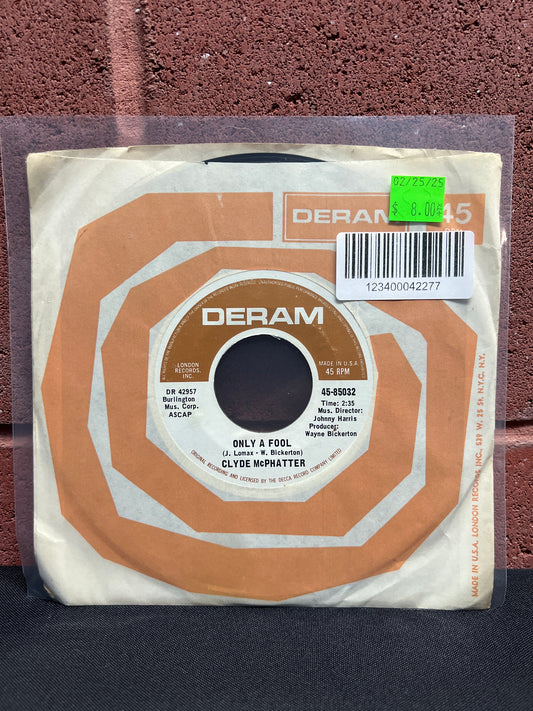 02/25/25
$ 8.00
DERAM 45
123400042277
DERAM
LONDON
RECORDS,
INC.
MADE IN U.S.A.
45 RPM
DR 42957
Burlington
Mus. Corp.
ASCAP
45-85032
Time: 2:35
Mus. Director:
Johnny Harris
Producer:
Wayne Bickerton
ONLY A FOOL
(J. Lomax - W. Bickerton)
CLYDE McPHATTER
ORIGINAL RECORDING AND LICENSED BY THE DECCA RECORD COMPANY LIMITED
MADE IN U.S.A. LONDON RECORDS INC., 539 W. 25 St. N.Y.C. N.Y.